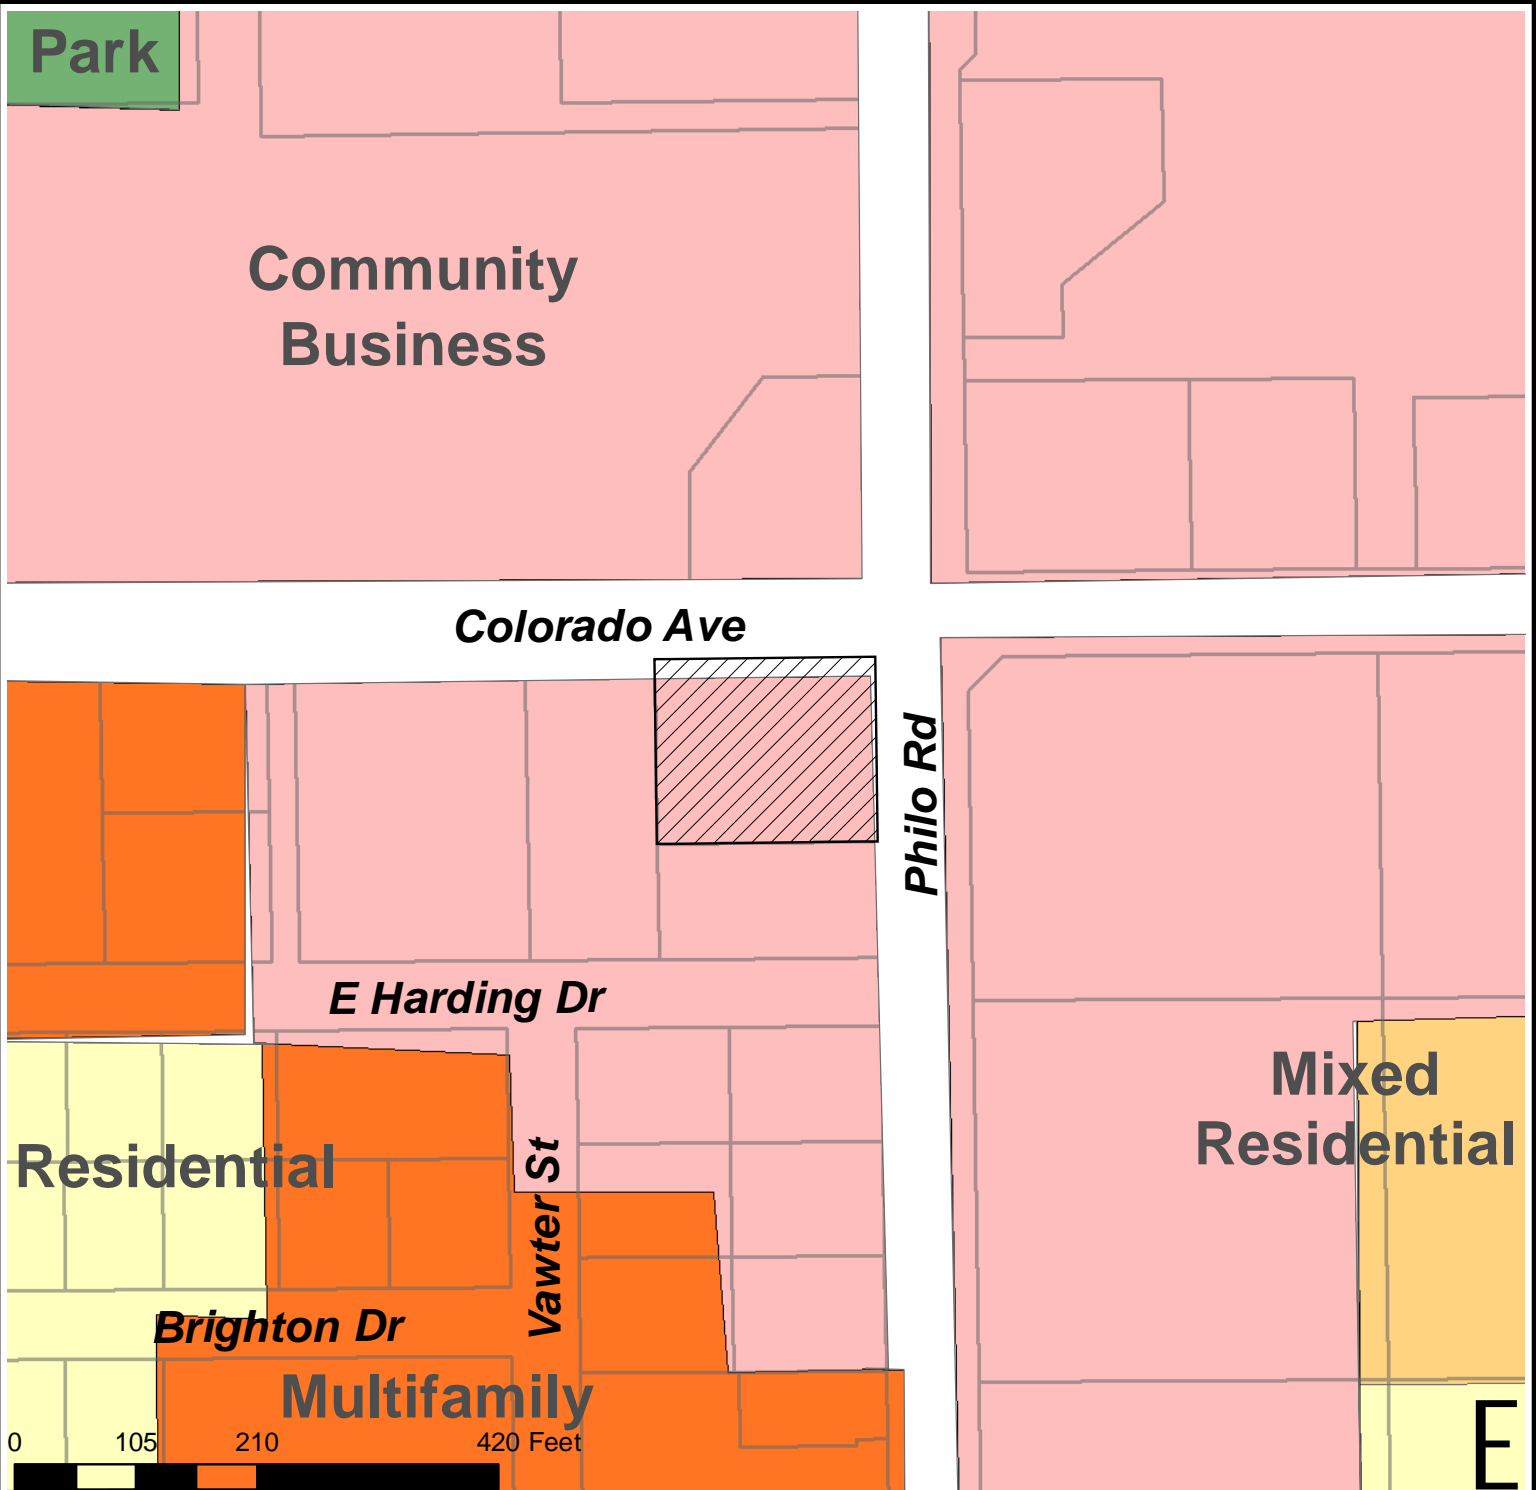 Park
Community
Business
Colorado Ave
Philo Rd
E Harding Dr
Mixed
Residential
Residential
Vawter St
Brighton Dr
Multifamily
0 105 210 420 Feet
E